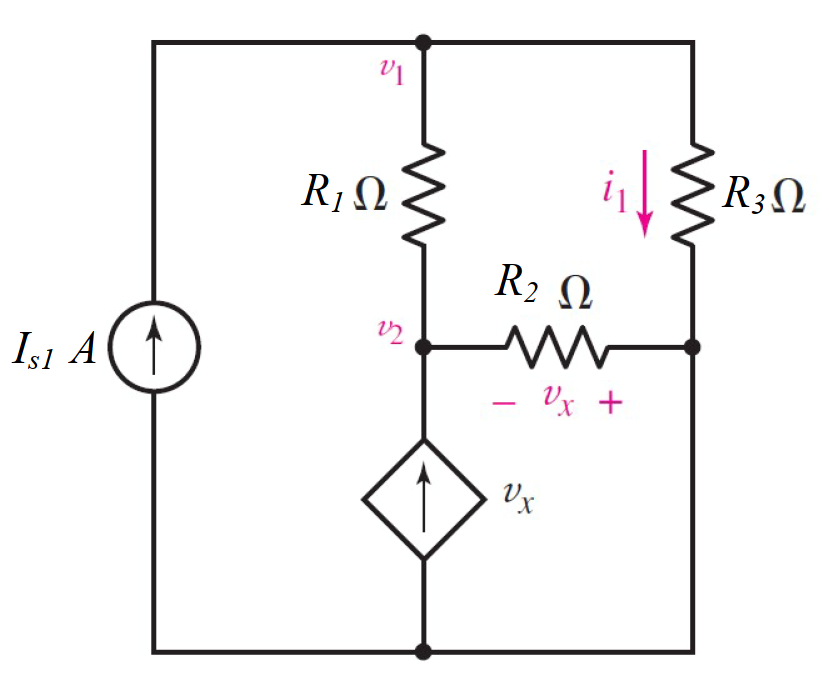 v₁
R₁ Ω
i₁
R₃ Ω
R₂ Ω
v₂
Iₛ₁ A
− vₓ +
vₓ